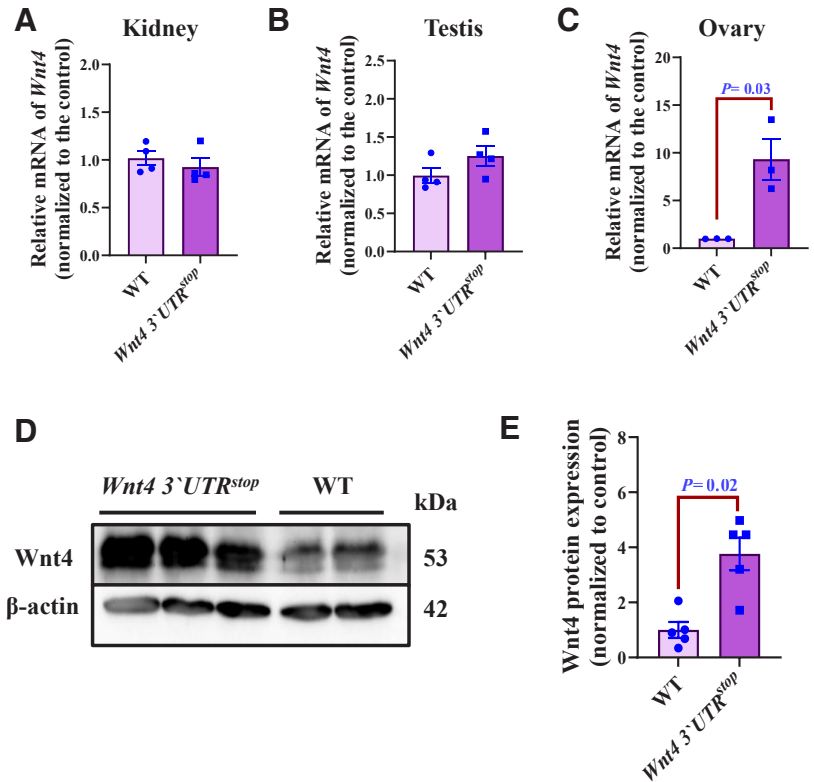 A
Kidney
Relative mRNA of Wnt4
(normalized to the control)
2.0
1.5
1.0
0.5
0.0
WT
Wnt4 3`UTRstop
B
Testis
Relative mRNA of Wnt4
(normalized to the control)
2.5
2.0
1.5
1.0
0.5
0.0
WT
Wnt4 3`UTRstop
C
Ovary
Relative mRNA of Wnt4
(normalized to the control)
20
15
10
5
0
P= 0.03
WT
Wnt4 3`UTRstop
D
Wnt4 3`UTRstop WT
kDa
Wnt4 53
β-actin 42
E
Wnt4 protein expression
(normalized to control)
8
6
4
2
0
P= 0.02
WT
Wnt4 3`UTRstop